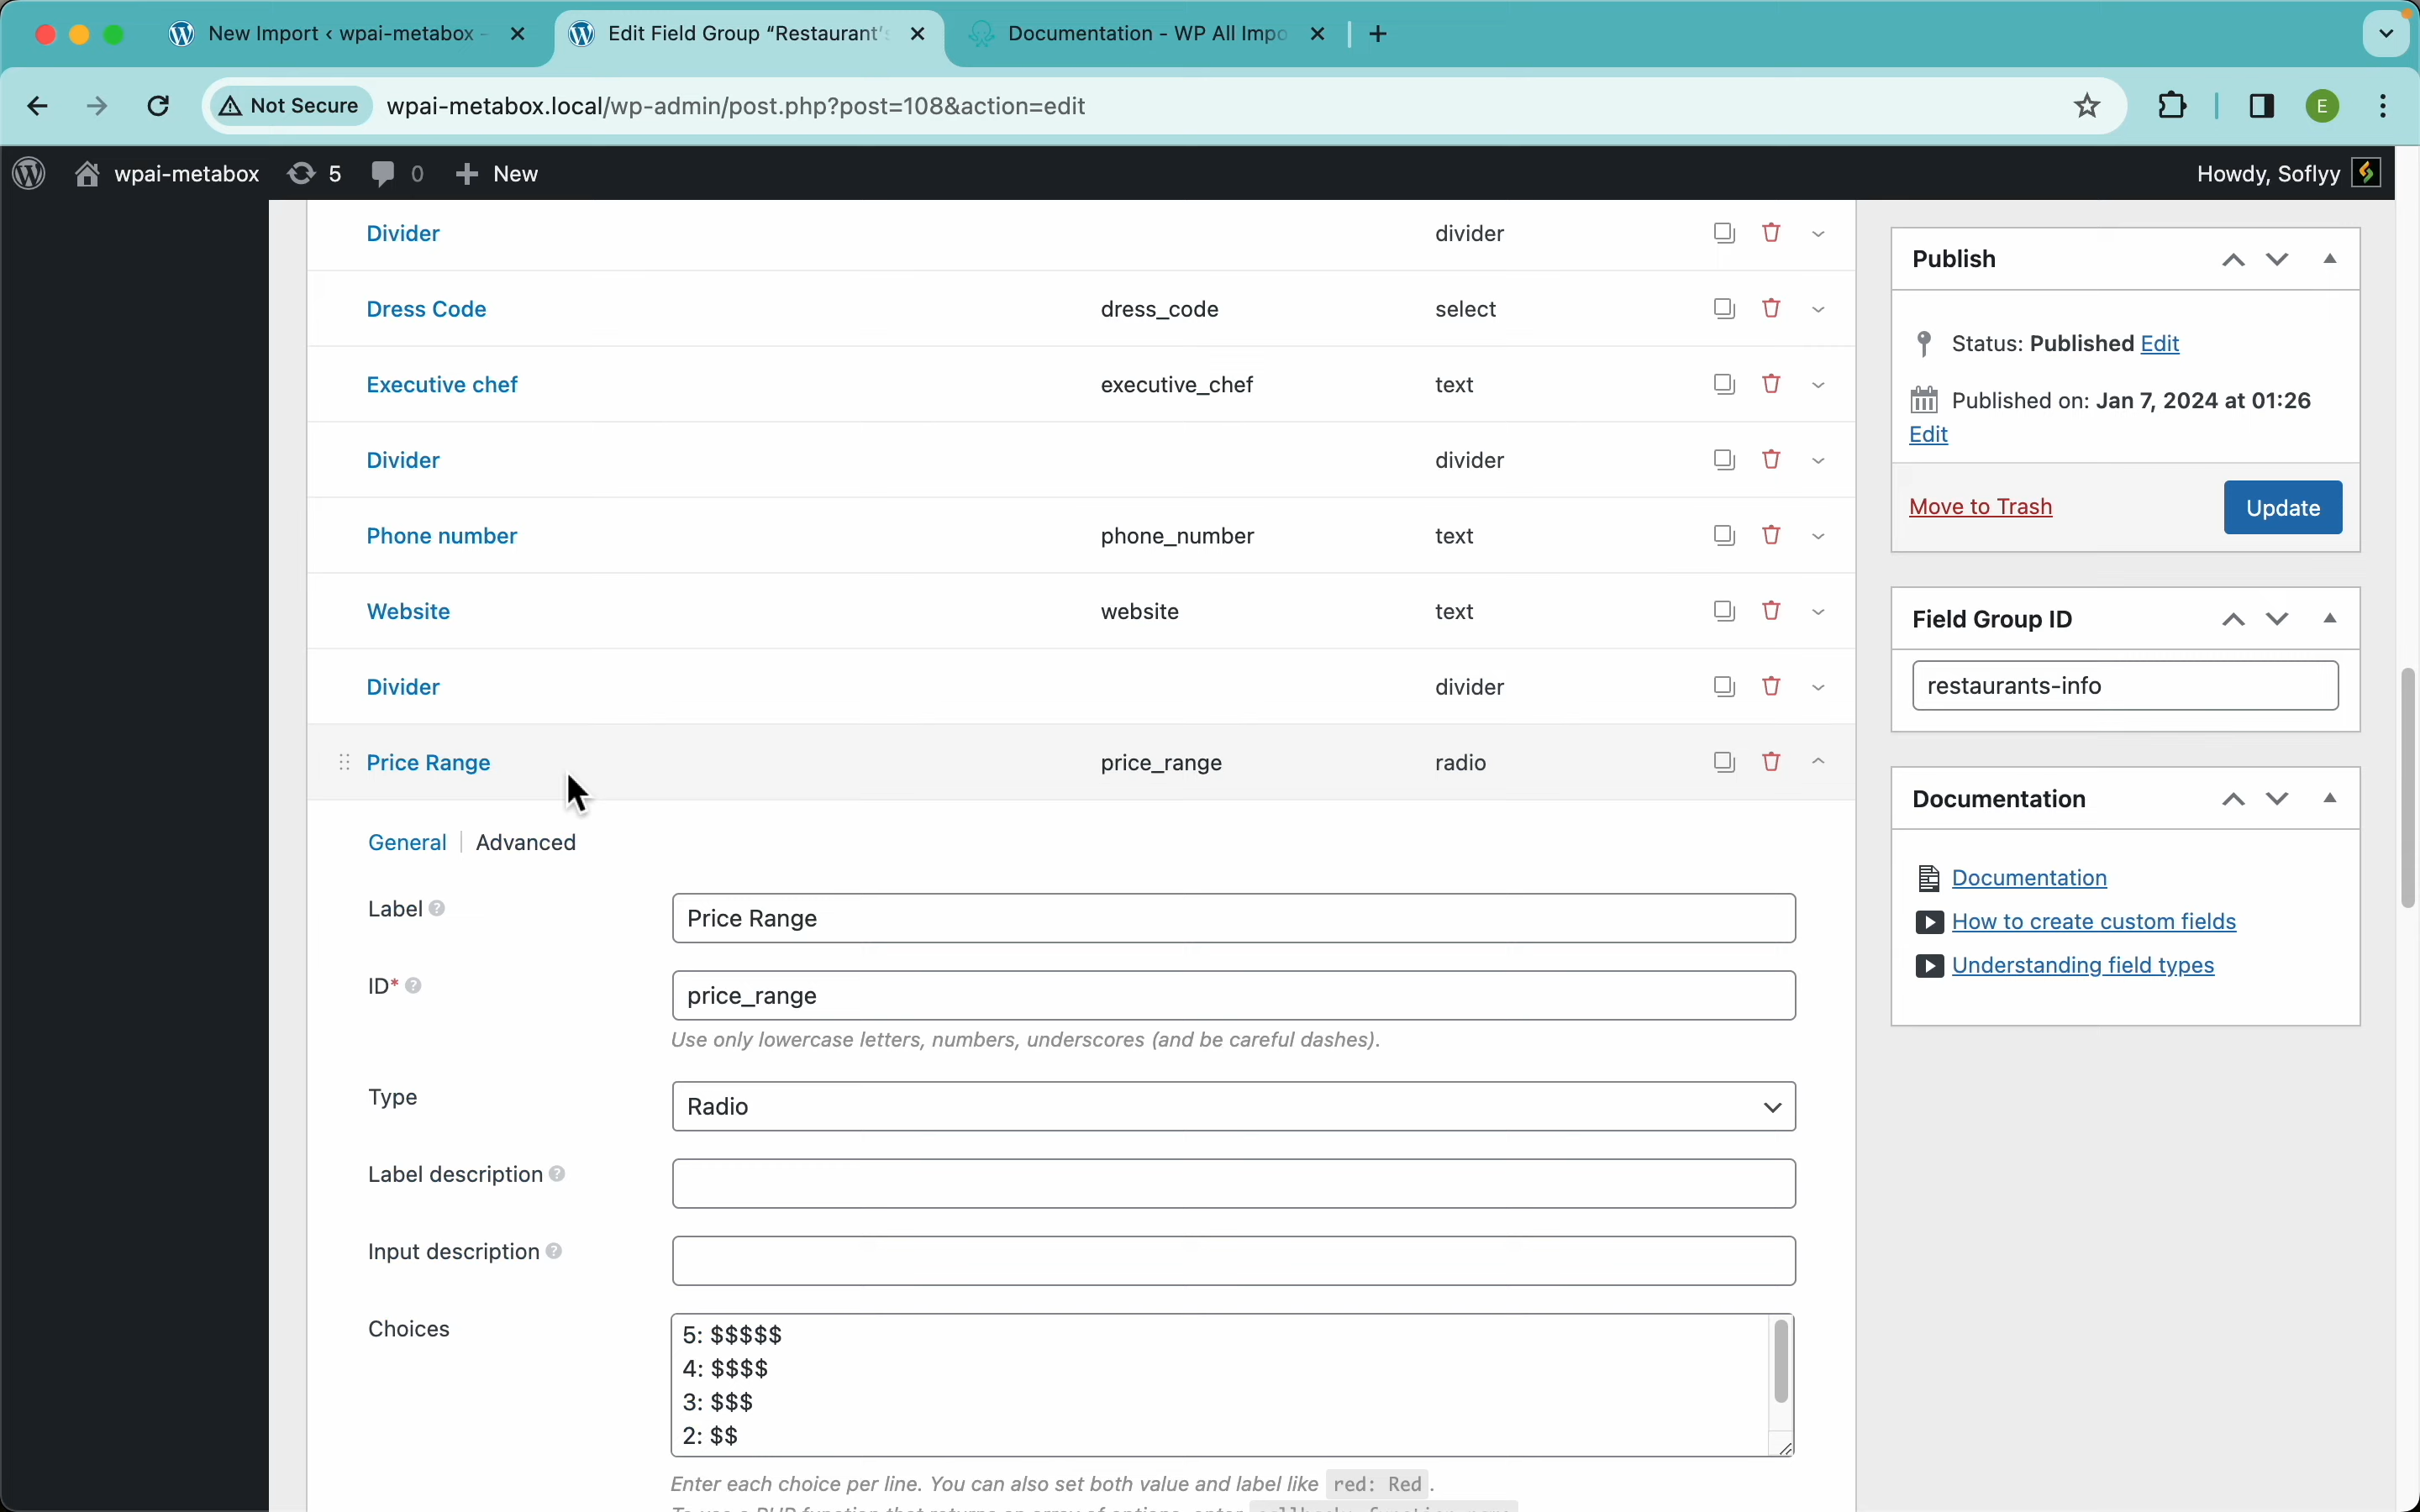 New Import ‹ wpai-metabox -
Edit Field Group “Restaurant’s
Documentation - WP All Impo
Not Secure
wpai-metabox.local/wp-admin/post.php?post=108&action=edit
E
wpai-metabox
5
0
New
Howdy, Soflyy
Divider
divider
Dress Code
dress_code
select
Executive chef
executive_chef
text
Divider
divider
Phone number
phone_number
text
Website
website
text
Divider
divider
Price Range
price_range
radio
General
Advanced
Label
Price Range
ID*
price_range
Use only lowercase letters, numbers, underscores (and be careful dashes).
Type
Radio
Label description
Input description
Choices
5: $$$$$
4: $$$$
3: $$$
2: $$
Enter each choice per line. You can also set both value and label like red: Red .
Publish
Status: Published Edit
Published on: Jan 7, 2024 at 01:26
Edit
Move to Trash
Update
Field Group ID
restaurants-info
Documentation
Documentation
How to create custom fields
Understanding field types